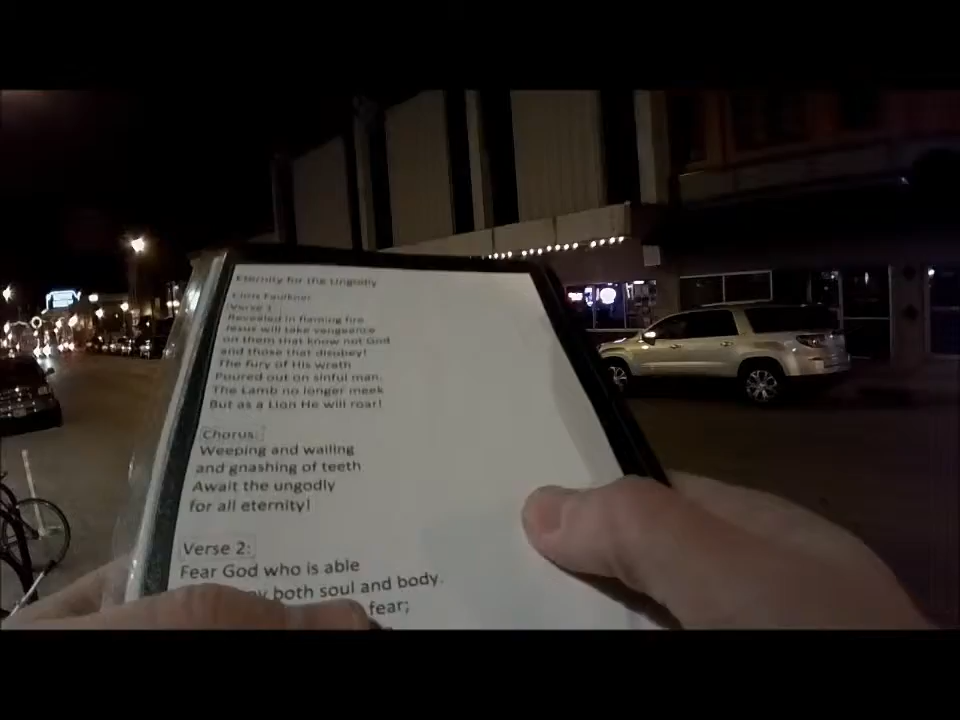 Eternity for the Ungodly
Chris Faulkner
Verse 1
Revealed in flaming fire
Jesus will take vengeance
on them that know not God
and those that disobey!
The fury of His wrath
Poured out on sinful man.
The Lamb no longer meek
But as a Lion He will roar!
Chorus:
Weeping and wailing
and gnashing of teeth
Await the ungodly
for all eternity!
Verse 2:
Fear God who is able
both soul and body.
fear;